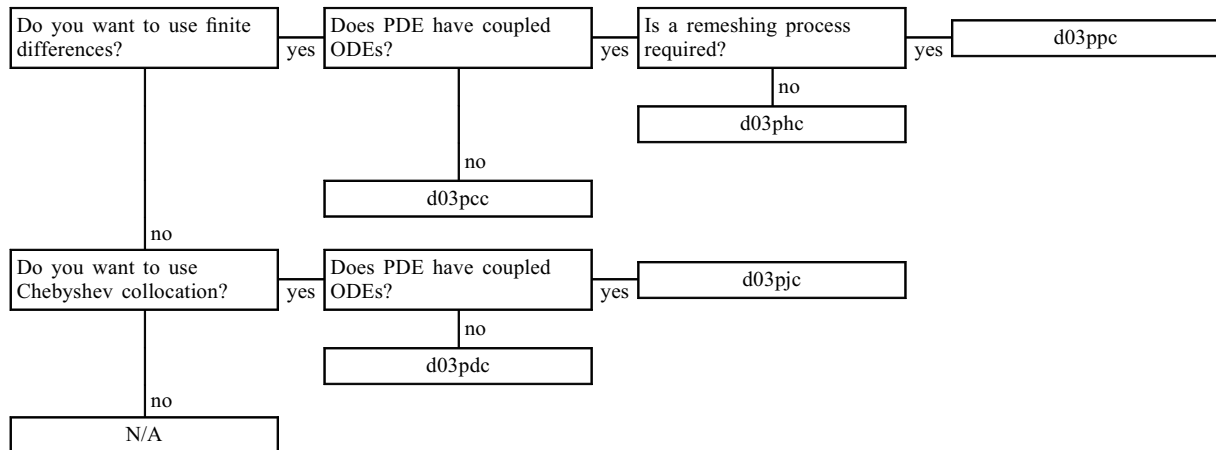 Do you want to use finite
differences?
yes
Does PDE have coupled
ODEs?
yes
Is a remeshing process
required?
yes
d03ppc
no
d03phc
no
d03pcc
no
Do you want to use
Chebyshev collocation?
yes
Does PDE have coupled
ODEs?
yes
d03pjc
no
d03pdc
no
N/A